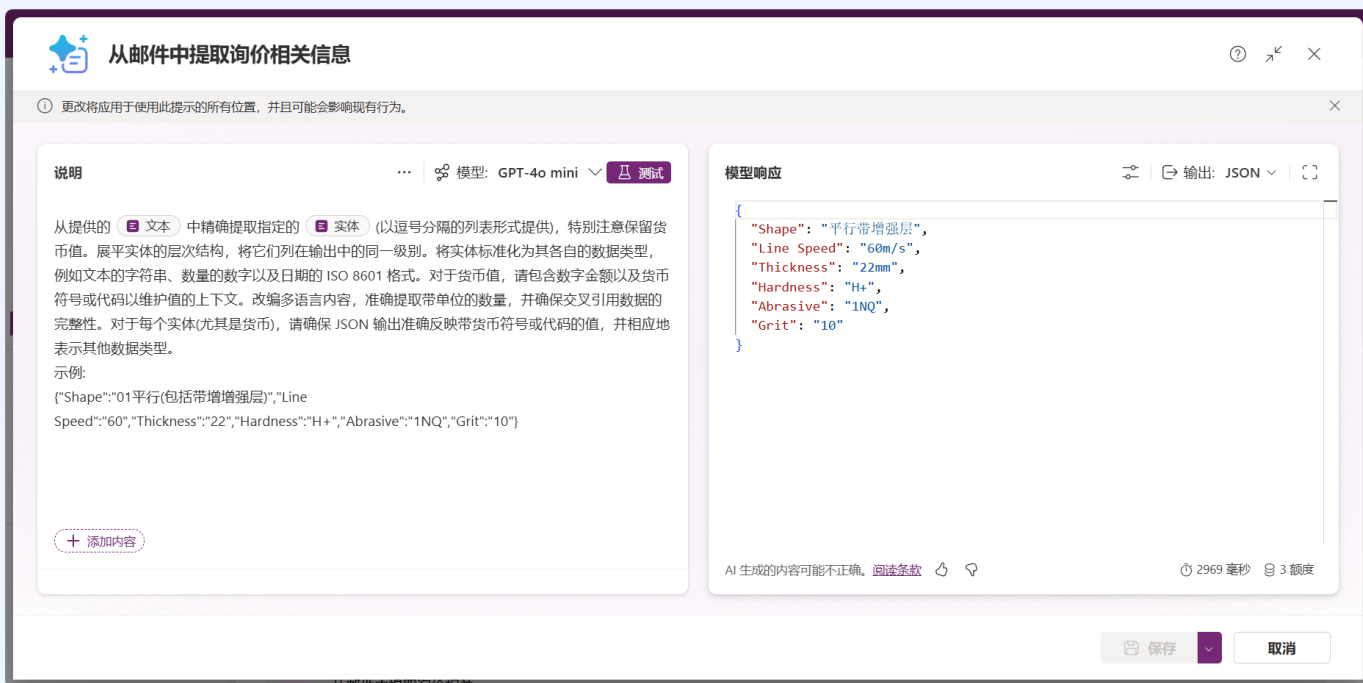 从邮件中提取询价相关信息
更改将应用于使用此提示的所有位置，并且可能会影响现有行为。
说明
模型: GPT-4o mini
测试
从提供的 文本 中精确提取指定的 实体 (以逗号分隔的列表形式提供)，特别注意保留货
币值。展平实体的层次结构，将它们列在输出中的同一级别。将实体标准化为其各自的数据类型，
例如文本的字符串、数量的数字以及日期的 ISO 8601 格式。对于货币值，请包含数字金额以及货币
符号或代码以维护值的上下文。改编多语言内容，准确提取带单位的数量，并确保交叉引用数据的
完整性。对于每个实体(尤其是货币)，请确保 JSON 输出准确反映带货币符号或代码的值，并相应地
表示其他数据类型。
示例:
{"Shape":"01平行(包括带增增强层)","Line
Speed":"60","Thickness":"22","Hardness":"H+","Abrasive":"1NQ","Grit":"10"}
添加内容
模型响应
输出: JSON
{
"Shape": "平行带增强层",
"Line Speed": "60m/s",
"Thickness": "22mm",
"Hardness": "H+",
"Abrasive": "1NQ",
"Grit": "10"
}
AI 生成的内容可能不正确。阅读条款
2969 毫秒
3 额度
保存
取消